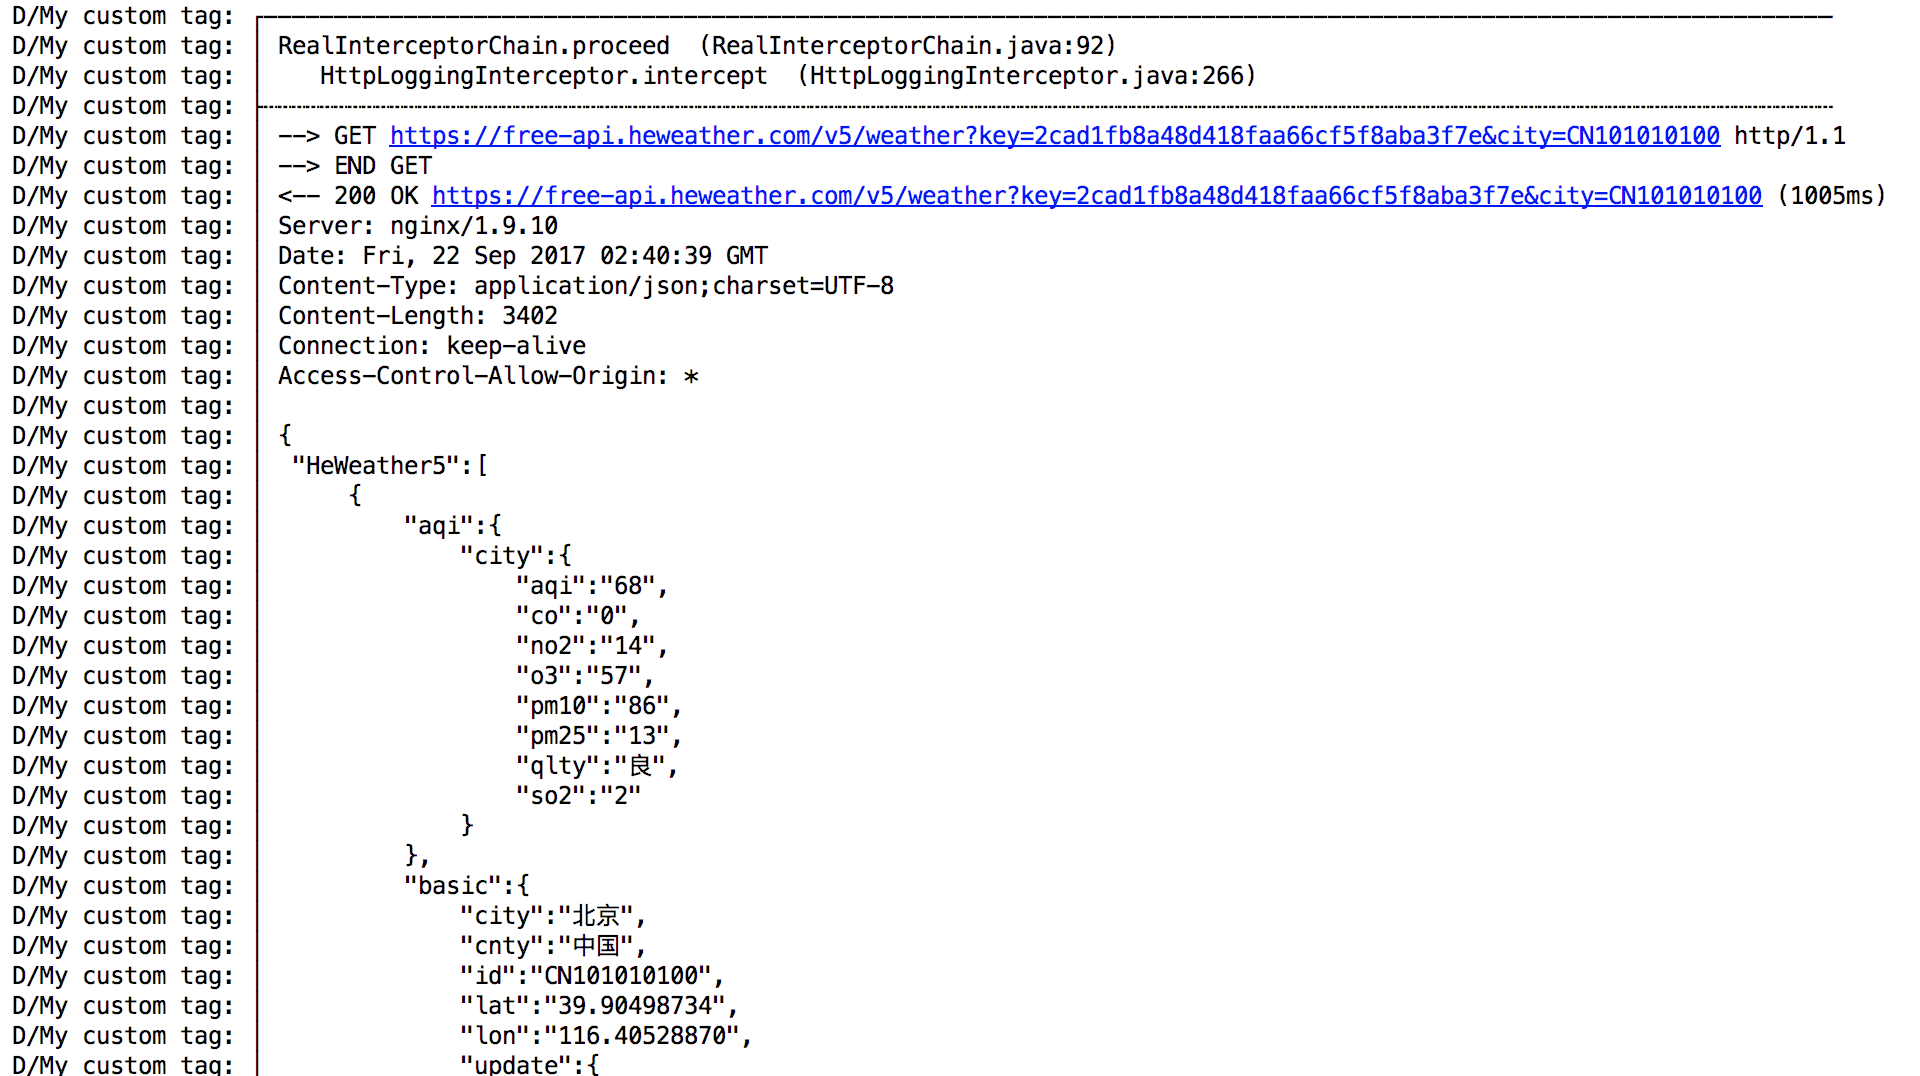 D/My custom tag:
D/My custom tag: RealInterceptorChain.proceed  (RealInterceptorChain.java:92)
D/My custom tag:    HttpLoggingInterceptor.intercept  (HttpLoggingInterceptor.java:266)
D/My custom tag:
D/My custom tag: --> GET https://free-api.heweather.com/v5/weather?key=2cad1fb8a48d418faa66cf5f8aba3f7e&city=CN101010100 http/1.1
D/My custom tag: --> END GET
D/My custom tag: <-- 200 OK https://free-api.heweather.com/v5/weather?key=2cad1fb8a48d418faa66cf5f8aba3f7e&city=CN101010100 (1005ms)
D/My custom tag: Server: nginx/1.9.10
D/My custom tag: Date: Fri, 22 Sep 2017 02:40:39 GMT
D/My custom tag: Content-Type: application/json;charset=UTF-8
D/My custom tag: Content-Length: 3402
D/My custom tag: Connection: keep-alive
D/My custom tag: Access-Control-Allow-Origin: *
D/My custom tag:
D/My custom tag: {
D/My custom tag:  "HeWeather5":[
D/My custom tag:      {
D/My custom tag:          "aqi":{
D/My custom tag:              "city":{
D/My custom tag:                  "aqi":"68",
D/My custom tag:                  "co":"0",
D/My custom tag:                  "no2":"14",
D/My custom tag:                  "o3":"57",
D/My custom tag:                  "pm10":"86",
D/My custom tag:                  "pm25":"13",
D/My custom tag:                  "qlty":"良",
D/My custom tag:                  "so2":"2"
D/My custom tag:              }
D/My custom tag:          },
D/My custom tag:          "basic":{
D/My custom tag:              "city":"北京",
D/My custom tag:              "cnty":"中国",
D/My custom tag:              "id":"CN101010100",
D/My custom tag:              "lat":"39.90498734",
D/My custom tag:              "lon":"116.40528870",
D/My custom tag:              "update":{